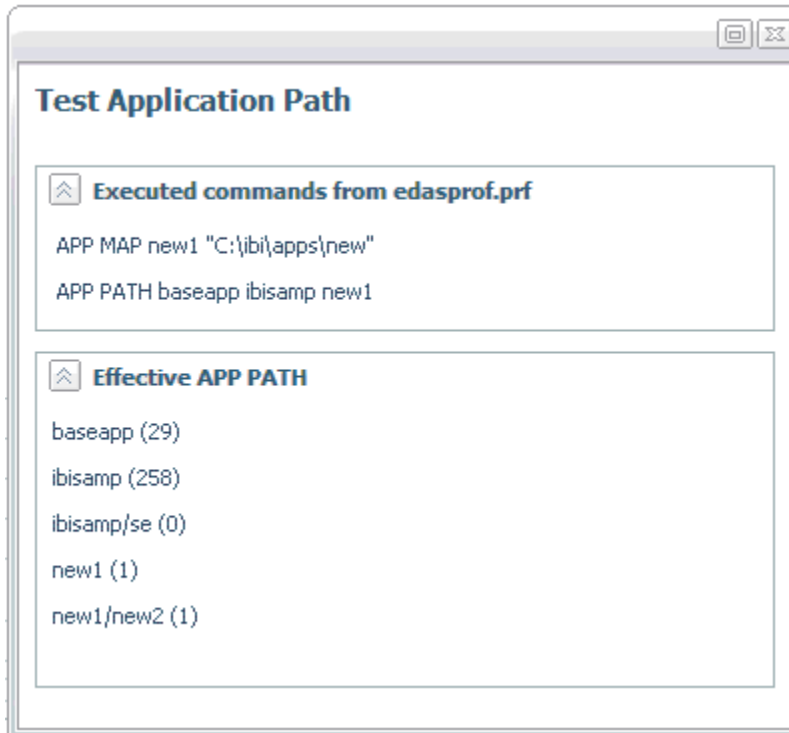 Test Application Path
Executed commands from edasprof.prf
APP MAP new1 "C:\ibi\apps\new"
APP PATH baseapp ibisamp new1
Effective APP PATH
baseapp (29)
ibisamp (258)
ibisamp/se (0)
new1 (1)
new1/new2 (1)